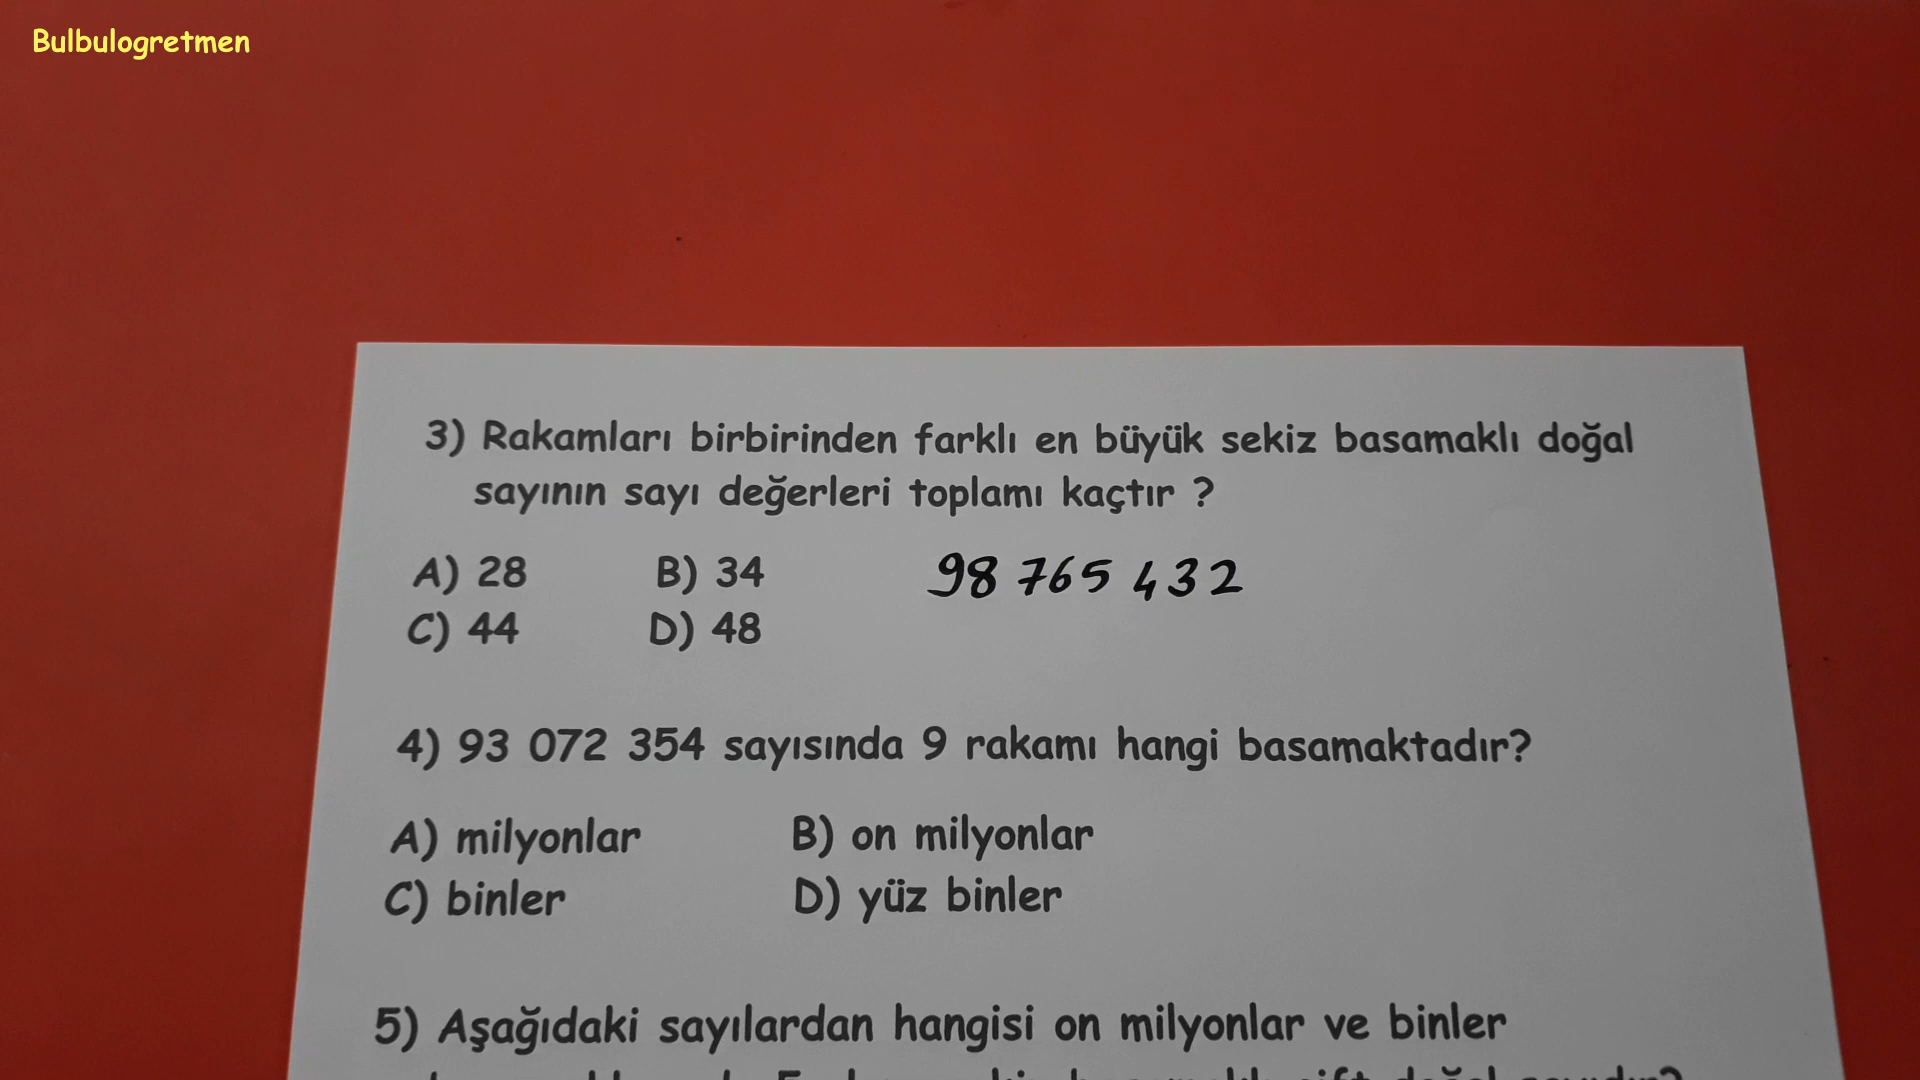 Bulbulogretmen
3) Rakamları birbirinden farklı en büyük sekiz basamaklı doğal
sayının sayı değerleri toplamı kaçtır ?
A) 28 B) 34 98 765 432
C) 44 D) 48
4) 93 072 354 sayısında 9 rakamı hangi basamaktadır?
A) milyonlar B) on milyonlar
C) binler D) yüz binler
5) Aşağıdaki sayılardan hangisi on milyonlar ve binler